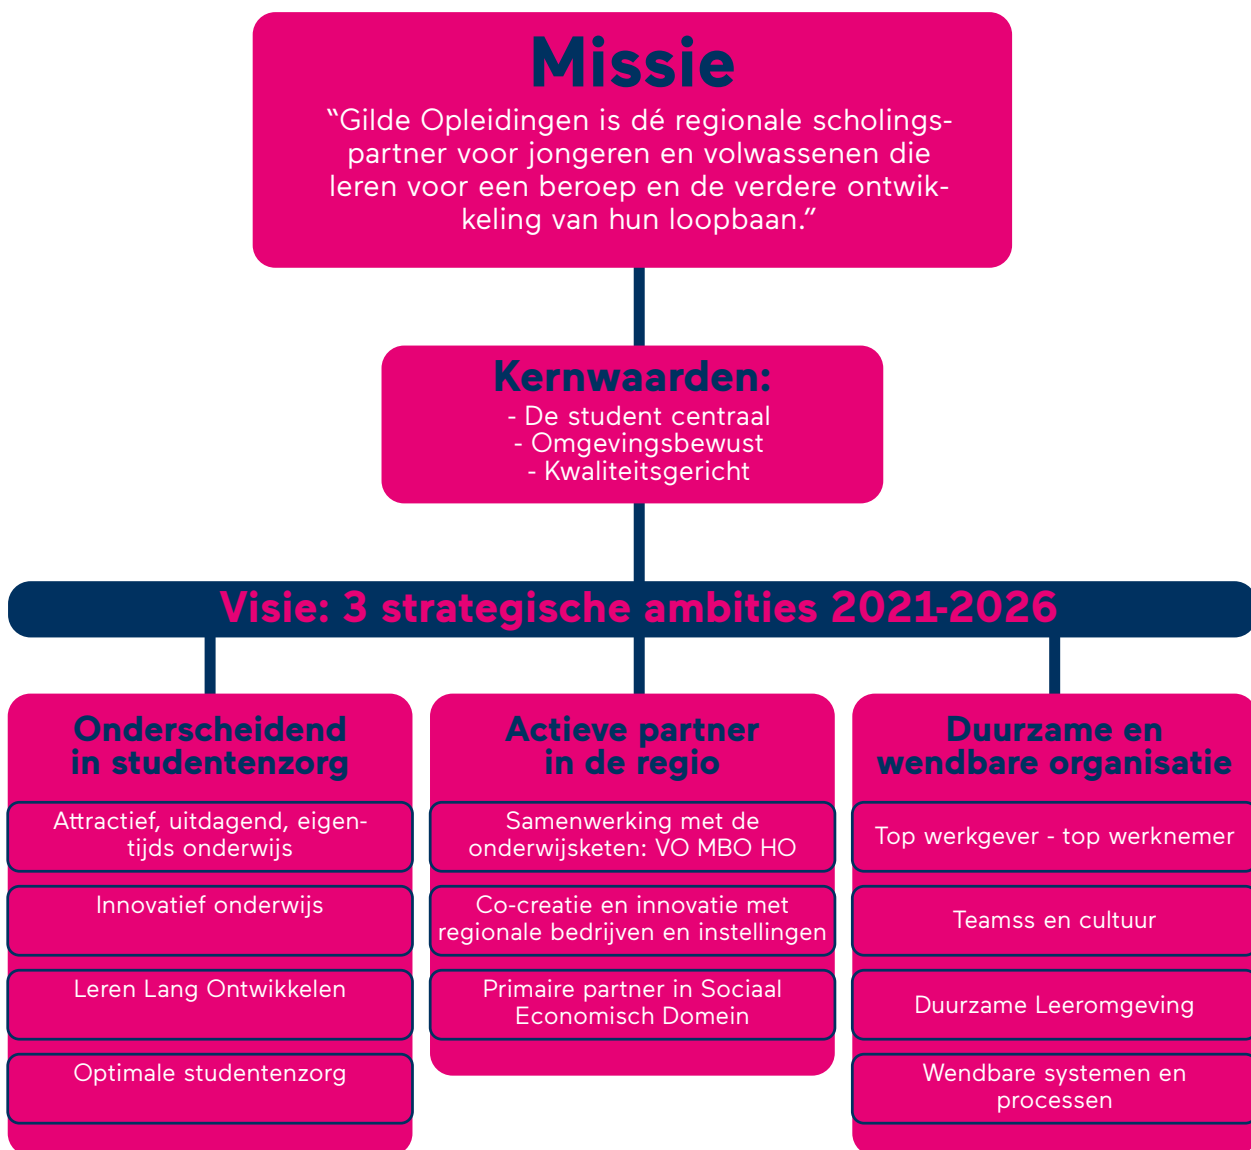 Missie
“Gilde Opleidingen is dé regionale scholings-
partner voor jongeren en volwassenen die
leren voor een beroep en de verdere ontwik-
keling van hun loopbaan.”
Kernwaarden:
- De student centraal
- Omgevingsbewust
- Kwaliteitsgericht
Visie: 3 strategische ambities 2021-2026
Onderscheidend
in studentenzorg
Attractief, uitdagend, eigen-
tijds onderwijs
Innovatief onderwijs
Leren Lang Ontwikkelen
Optimale studentenzorg
Actieve partner
in de regio
Samenwerking met de
onderwijsketen: VO MBO HO
Co-creatie en innovatie met
regionale bedrijven en instellingen
Primaire partner in Sociaal
Economisch Domein
Duurzame en
wendbare organisatie
Top werkgever - top werknemer
Teamss en cultuur
Duurzame Leeromgeving
Wendbare systemen en
processen